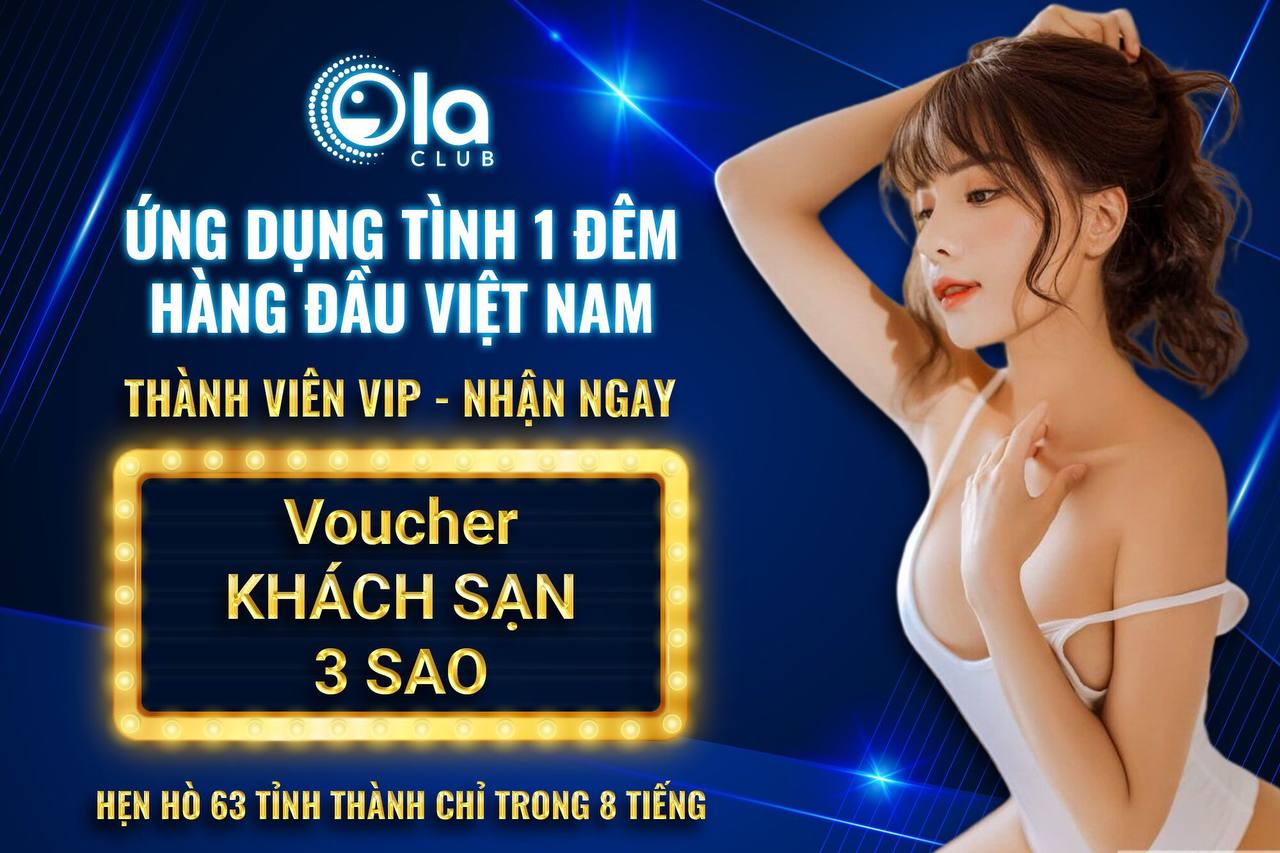 Ola
CLUB
ỨNG DỤNG TÌNH 1 ĐÊM
HÀNG ĐẦU VIỆT NAM
THÀNH VIÊN VIP - NHẬN NGAY
Voucher
KHÁCH SẠN
3 SAO
HẸN HÒ 63 TỈNH THÀNH CHỈ TRONG 8 TIẾNG